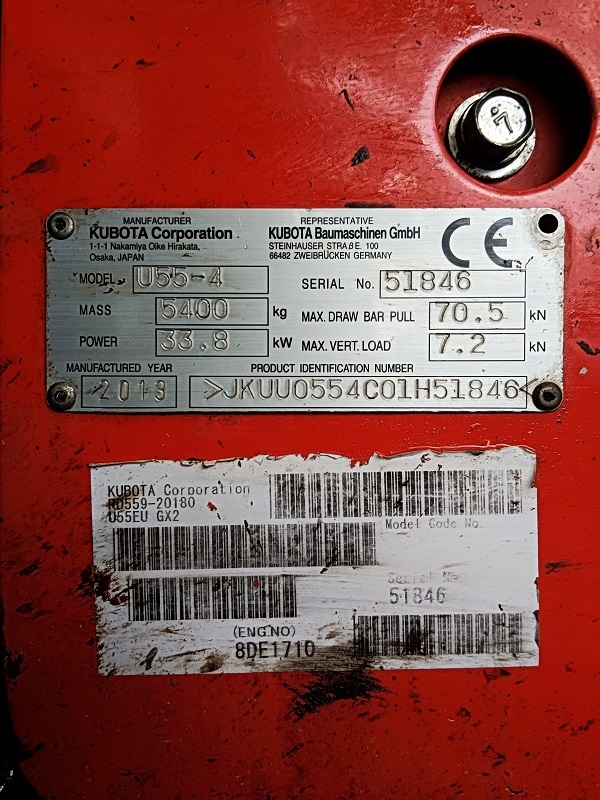 7
MANUFACTURER
KUBOTA Corporation
1-1-1 Nakamiya Oike Hirakata,
Osaka, JAPAN
REPRESENTATIVE
KUBOTA Baumaschinen GmbH
STEINHAUSER STRAßE. 100
66482 ZWEIBRÜCKEN GERMANY
CE
MODEL U55-4
SERIAL No. 51846
MASS 5400 kg
MAX. DRAW BAR PULL 70.5 kN
POWER 33.8 kW
MAX. VERT. LOAD 7.2 kN
MANUFACTURED YEAR
2013
PRODUCT IDENTIFICATION NUMBER
>JKUU0554C01H51846<
KUBOTA Corporation
RD559-20180
U55EU GX2
Model Code No.
Serial No.
51846
(ENG.NO)
8DE1710